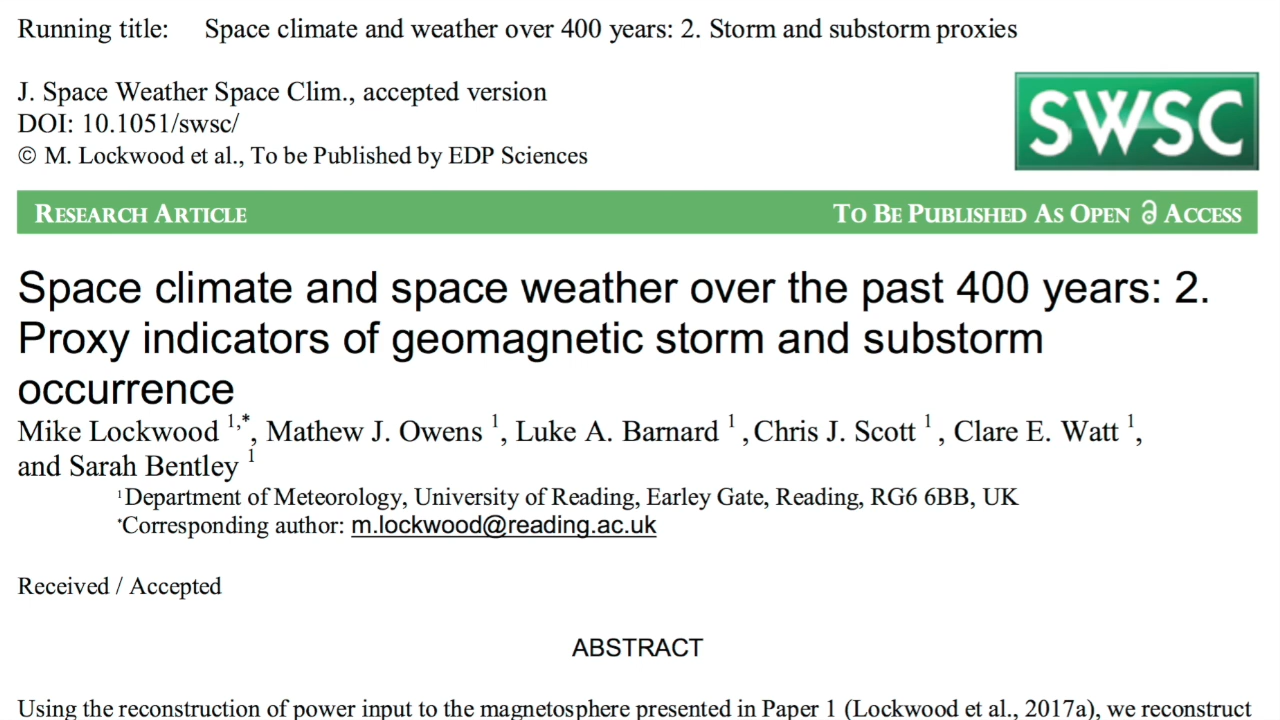 Running title: Space climate and weather over 400 years: 2. Storm and substorm proxies
J. Space Weather Space Clim., accepted version
DOI: 10.1051/swsc/
© M. Lockwood et al., To be Published by EDP Sciences
SWSC
RESEARCH ARTICLE TO BE PUBLISHED AS OPEN ACCESS
Space climate and space weather over the past 400 years: 2.
Proxy indicators of geomagnetic storm and substorm
occurrence
Mike Lockwood 1,*, Mathew J. Owens 1, Luke A. Barnard 1 , Chris J. Scott 1 , Clare E. Watt 1,
and Sarah Bentley 1
1 Department of Meteorology, University of Reading, Earley Gate, Reading, RG6 6BB, UK
*Corresponding author: m.lockwood@reading.ac.uk
Received / Accepted
ABSTRACT
Using the reconstruction of power input to the magnetosphere presented in Paper 1 (Lockwood et al., 2017a), we reconstruct